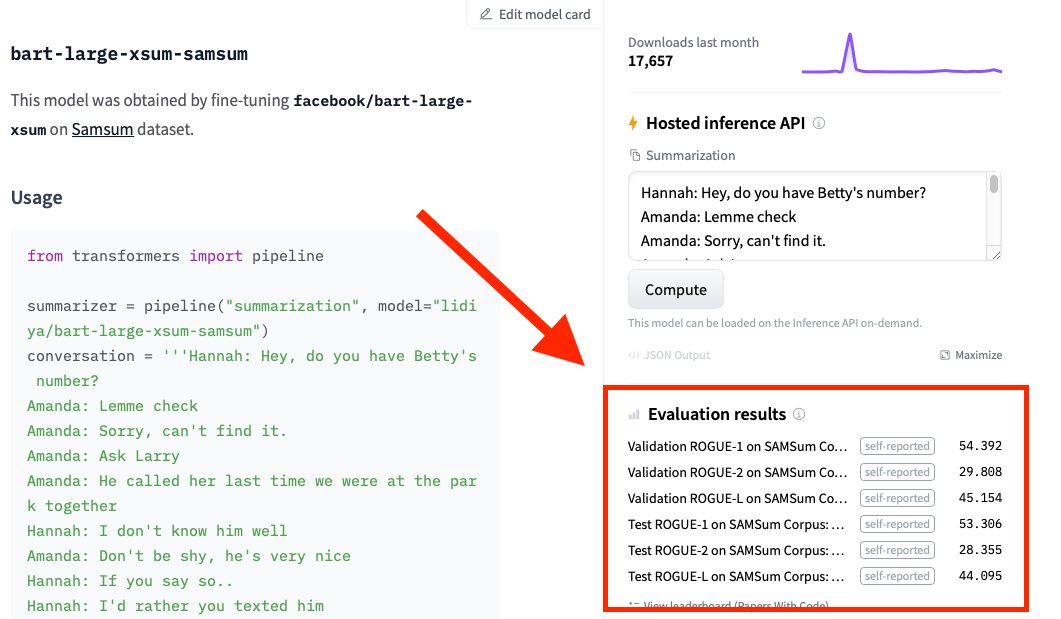 Edit model card
bart-large-xsum-samsum
This model was obtained by fine-tuning facebook/bart-large-
xsum on Samsum dataset.
Usage
from transformers import pipeline
summarizer = pipeline("summarization", model="lidi
ya/bart-large-xsum-samsum")
conversation = '''Hannah: Hey, do you have Betty's
number?
Amanda: Lemme check
Amanda: Sorry, can't find it.
Amanda: Ask Larry
Amanda: He called her last time we were at the par
k together
Hannah: I don't know him well
Amanda: Don't be shy, he's very nice
Hannah: If you say so..
Hannah: I'd rather you texted him
Downloads last month
17,657
Hosted inference API
Summarization
Hannah: Hey, do you have Betty's number?
Amanda: Lemme check
Amanda: Sorry, can't find it.
Compute
This model can be loaded on the Inference API on-demand.
</> JSON Output
Maximize
Evaluation results
Validation ROGUE-1 on SAMSum Co... self-reported 54.392
Validation ROGUE-2 on SAMSum Co... self-reported 29.808
Validation ROGUE-L on SAMSum Co... self-reported 45.154
Test ROGUE-1 on SAMSum Corpus: ... self-reported 53.306
Test ROGUE-2 on SAMSum Corpus: ... self-reported 28.355
Test ROGUE-L on SAMSum Corpus: ... self-reported 44.095
View leaderboard (Papers With Code)